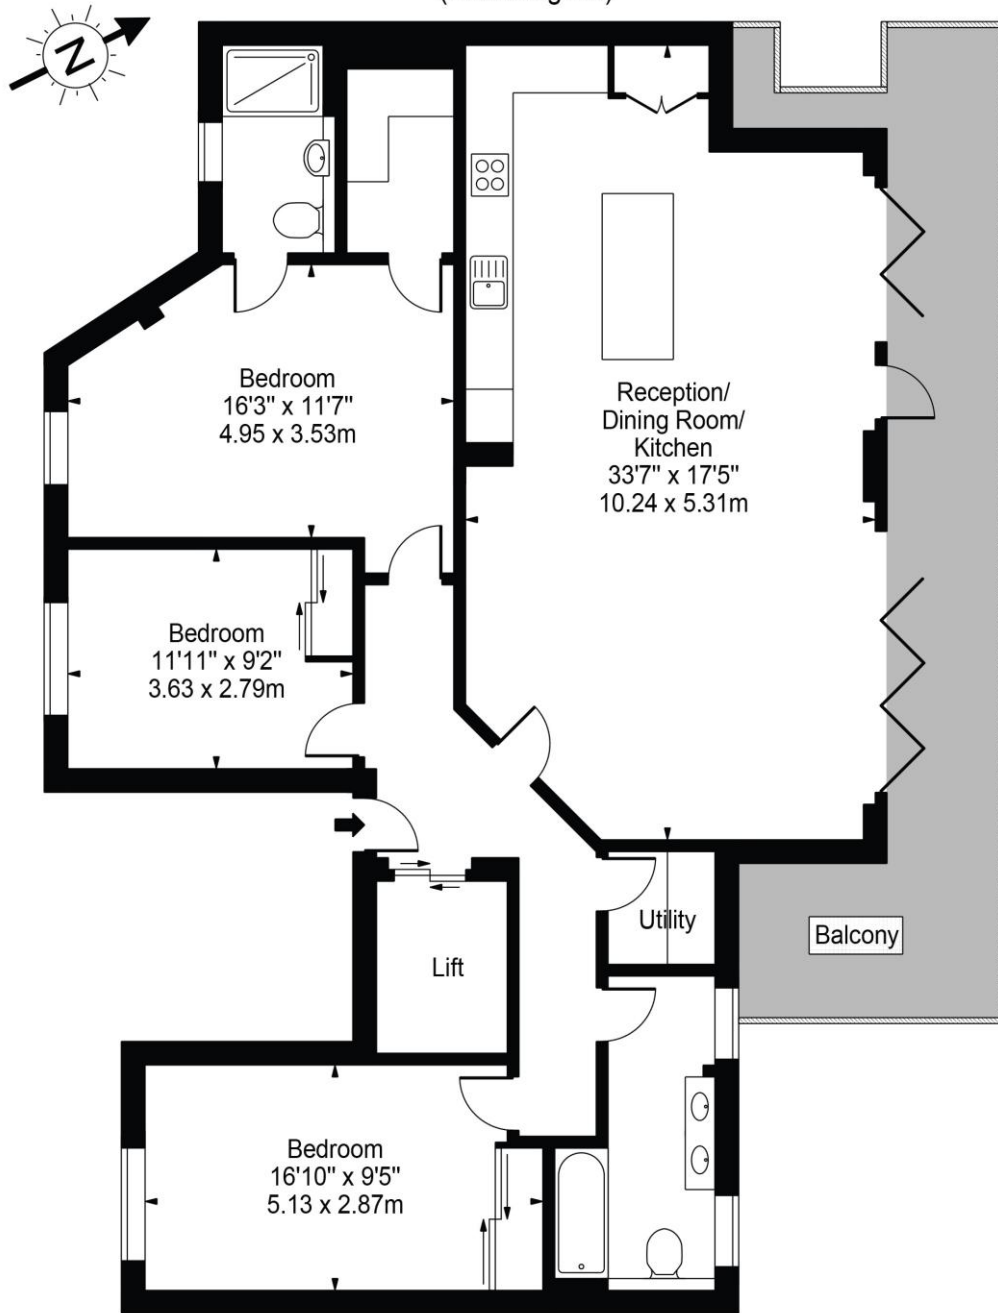 N
Bedroom
16'3" x 11'7"
4.95 x 3.53m
Reception/
Dining Room/
Kitchen
33'7" x 17'5"
10.24 x 5.31m
Bedroom
11'11" x 9'2"
3.63 x 2.79m
Utility
Balcony
Lift
Bedroom
16'10" x 9'5"
5.13 x 2.87m